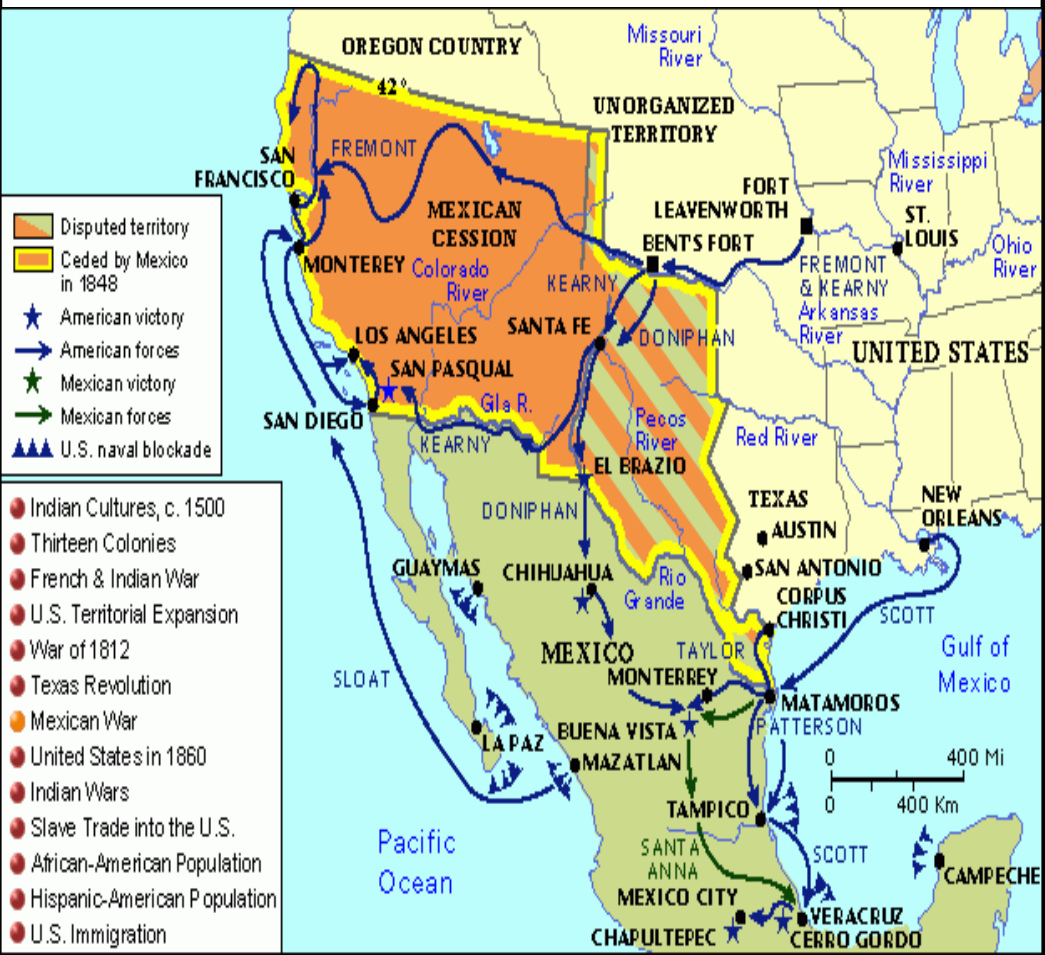 OREGON COUNTRY
Missouri
River
42°
UNORGANIZED
TERRITORY
FREMONT
SAN
FRANCISCO
Mississippi
River
FORT
LEAVENWORTH
ST.
LOUIS
MEXICAN
CESSION
BENT'S FORT
Ohio
River
MONTEREY
Colorado
River
KEARNY
FREMONT
& KEARNY
Arkansas
River
SANTA FE
DONIPHAN
UNITED STATES
LOS ANGELES
SAN PASQUAL
Gla R.
SAN DIEGO
KEARNY
Pecos
River
Red River
EL BRAZIO
TEXAS
AUSTIN
NEW
ORLEANS
DONIPHAN
GUAYMAS
CHIHUAHUA
Rio
Grande
SAN ANTONIO
CORPUS
CHRISTI
SCOTT
MEXICO
TAYLOR
Gulf of
Mexico
SLOAT
MONTERREY
MATAMOROS
PATTERSON
BUENA VISTA
LA PAZ
MAZATLAN
0 400 Mi
0 400 Km
TAMPICO
Pacific
Ocean
SANTA
ANNA
SCOTT
CAMPECHE
MEXICO CITY
VERACRUZ
CHAPULTEPEC
CERRO GORDO
Disputed territory
Ceded by Mexico
in 1848
American victory
American forces
Mexican victory
Mexican forces
U.S. naval blockade
Indian Cultures, c. 1500
Thirteen Colonies
French & Indian War
U.S. Territorial Expansion
War of 1812
Texas Revolution
Mexican War
United States in 1860
Indian Wars
Slave Trade into the U.S.
African-American Population
Hispanic-American Population
U.S. Immigration